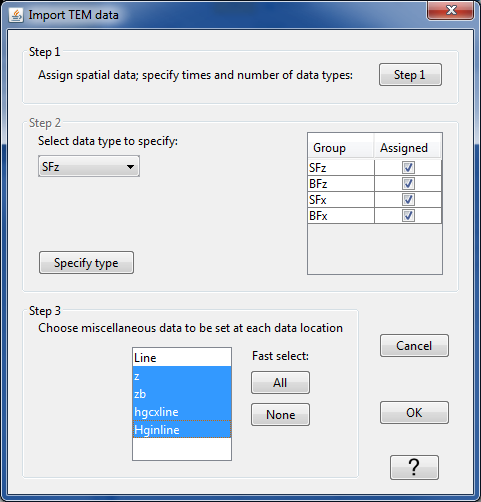 Import TEM data
Step 1
Assign spatial data; specify times and number of data types:
Step 1
Step 2
Select data type to specify:
SFz
Group Assigned
SFz
BFz
SFx
BFx
Specify type
Step 3
Choose miscellaneous data to be set at each data location
Line
z
zb
hgcxline
Hginline
Fast select:
All
None
Cancel
OK
?